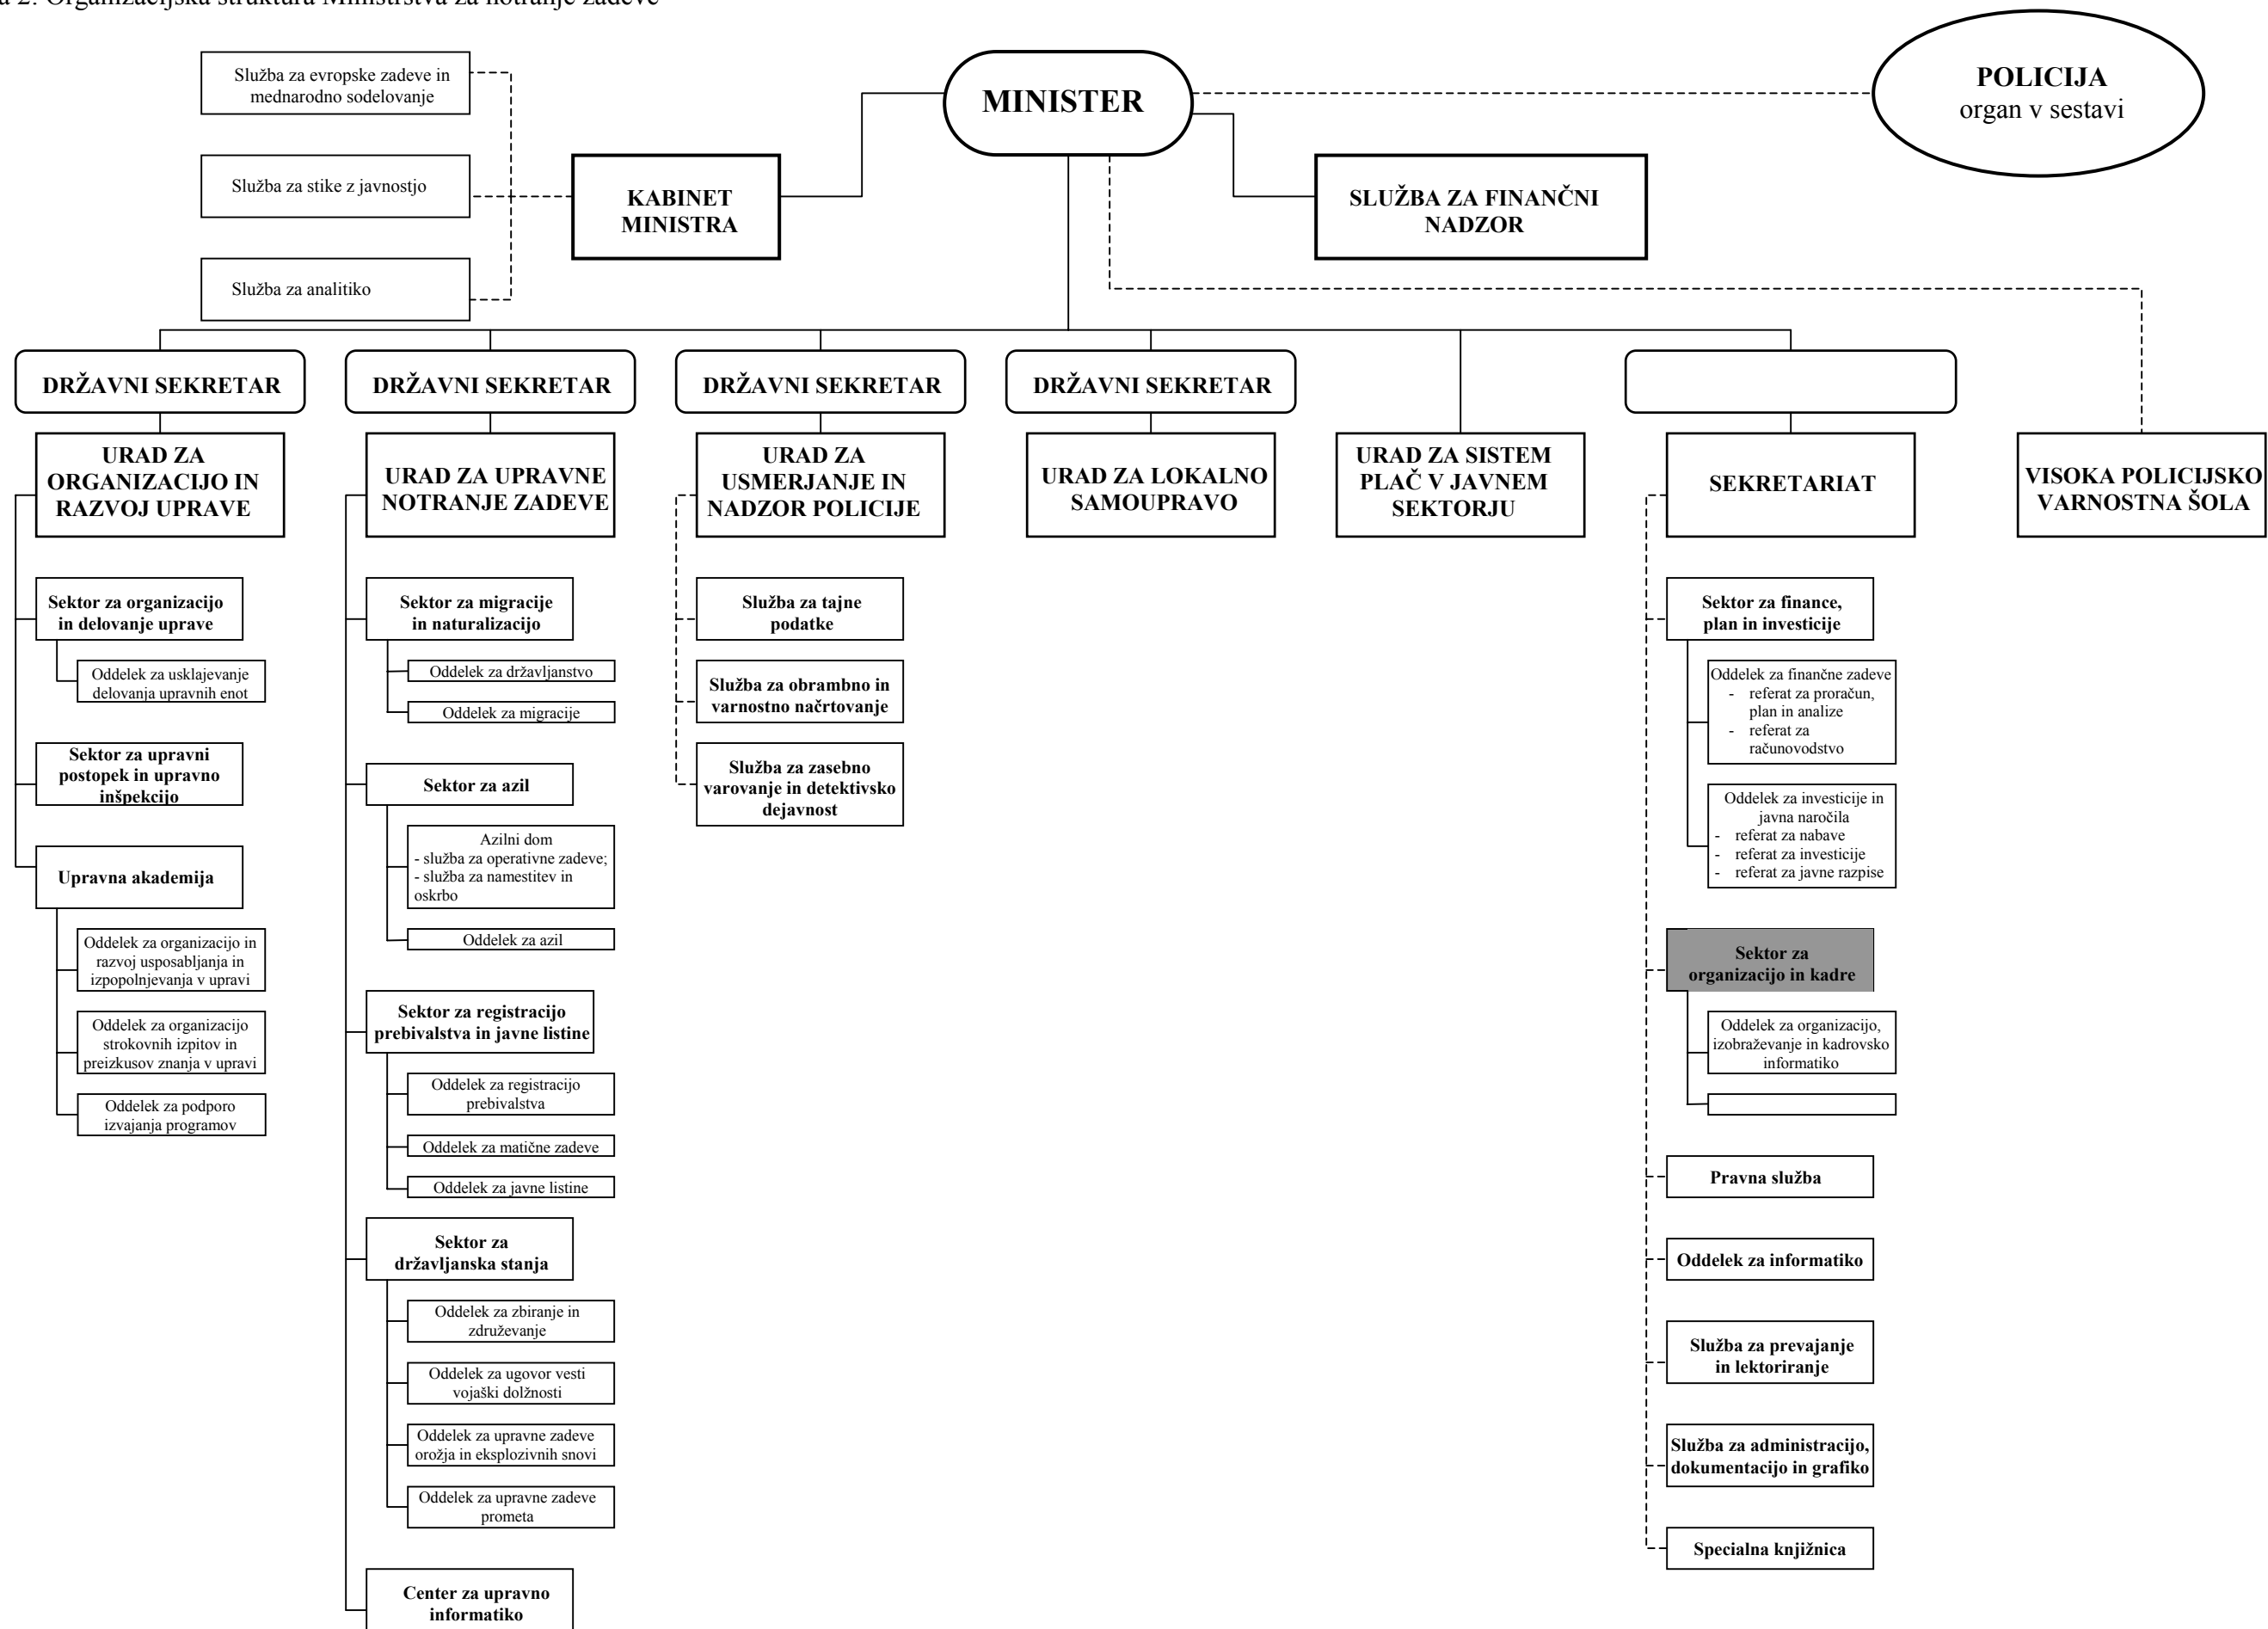 a 2: Organizacijska struktura Ministrstva za notranje zadeve
Služba za evropske zadeve in
mednarodno sodelovanje
Služba za stike z javnostjo
Služba za analitiko
KABINET
MINISTRA
MINISTER
SLUŽBA ZA FINANČNI
NADZOR
POLICIJA
organ v sestavi
DRŽAVNI SEKRETAR
DRŽAVNI SEKRETAR
DRŽAVNI SEKRETAR
DRŽAVNI SEKRETAR
URAD ZA
ORGANIZACIJO IN
RAZVOJ UPRAVE
URAD ZA UPRAVNE
NOTRANJE ZADEVE
URAD ZA
USMERJANJE IN
NADZOR POLICIJE
URAD ZA LOKALNO
SAMOUPRAVO
URAD ZA SISTEM
PLAČ V JAVNEM
SEKTORJU
SEKRETARIAT
VISOKA POLICIJSKO
VARNOSTNA ŠOLA
Sektor za organizacijo
in delovanje uprave
Oddelek za usklajevanje
delovanja upravnih enot
Sektor za upravni
postopek in upravno
inšpekcijo
Upravna akademija
Oddelek za organizacijo in
razvoj usposabljanja in
izpopolnjevanja v upravi
Oddelek za organizacijo
strokovnih izpitov in
preizkusov znanja v upravi
Oddelek za podporo
izvajanja programov
Sektor za migracije
in naturalizacijo
Oddelek za državljanstvo
Oddelek za migracije
Sektor za azil
Azilni dom
- služba za operativne zadeve;
- služba za namestitev in
oskrbo
Oddelek za azil
Sektor za registracijo
prebivalstva in javne listine
Oddelek za registracijo
prebivalstva
Oddelek za matične zadeve
Oddelek za javne listine
Sektor za
državljanska stanja
Oddelek za zbiranje in
združevanje
Oddelek za ugovor vesti
vojaški dolžnosti
Oddelek za upravne zadeve
orožja in eksplozivnih snovi
Oddelek za upravne zadeve
prometa
Center za upravno
informatiko
Služba za tajne
podatke
Služba za obrambno in
varnostno načrtovanje
Služba za zasebno
varovanje in detektivsko
dejavnost
Sektor za finance,
plan in investicije
Oddelek za finančne zadeve
- referat za proračun,
plan in analize
- referat za
računovodstvo
Oddelek za investicije in
javna naročila
- referat za nabave
- referat za investicije
- referat za javne razpise
Sektor za
organizacijo in kadre
Oddelek za organizacijo,
izobraževanje in kadrovsko
informatiko
Pravna služba
Oddelek za informatiko
Služba za prevajanje
in lektoriranje
Služba za administracijo,
dokumentacijo in grafiko
Specialna knjižnica